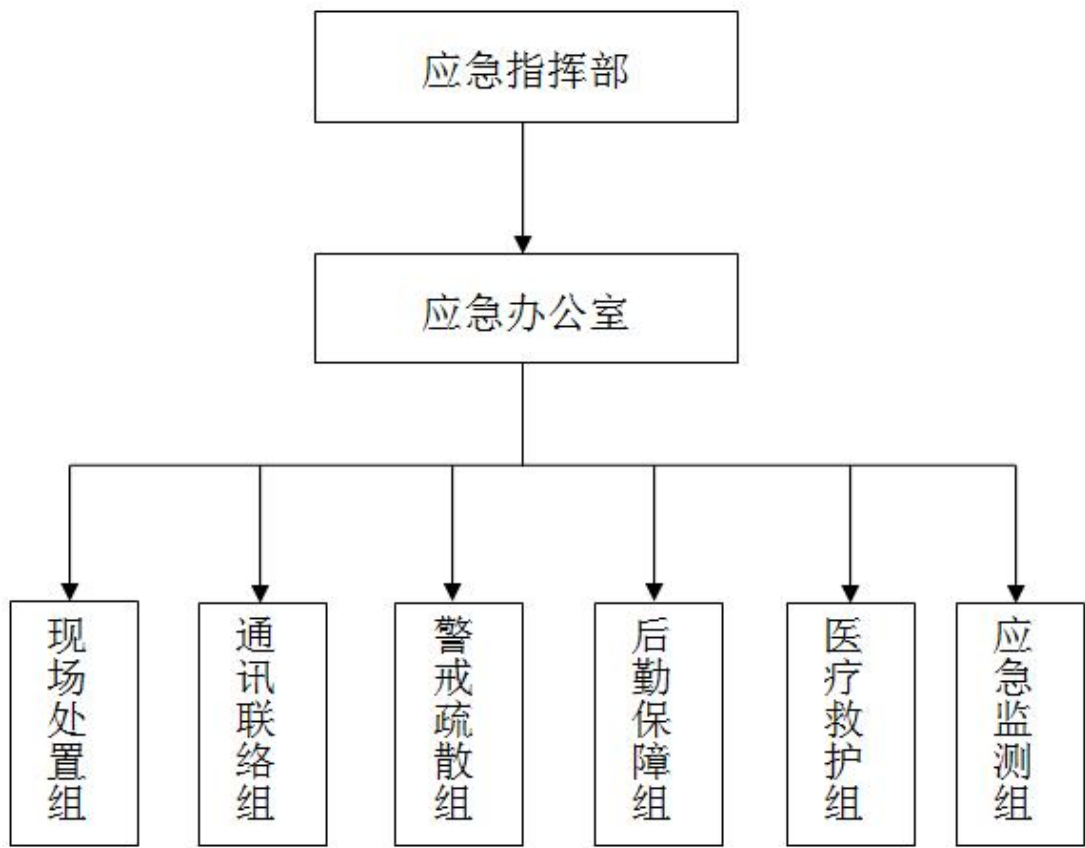 应急指挥部
应急办公室
现场处置组
通讯联络组
警戒疏散组
后勤保障组
医疗救护组
应急监测组